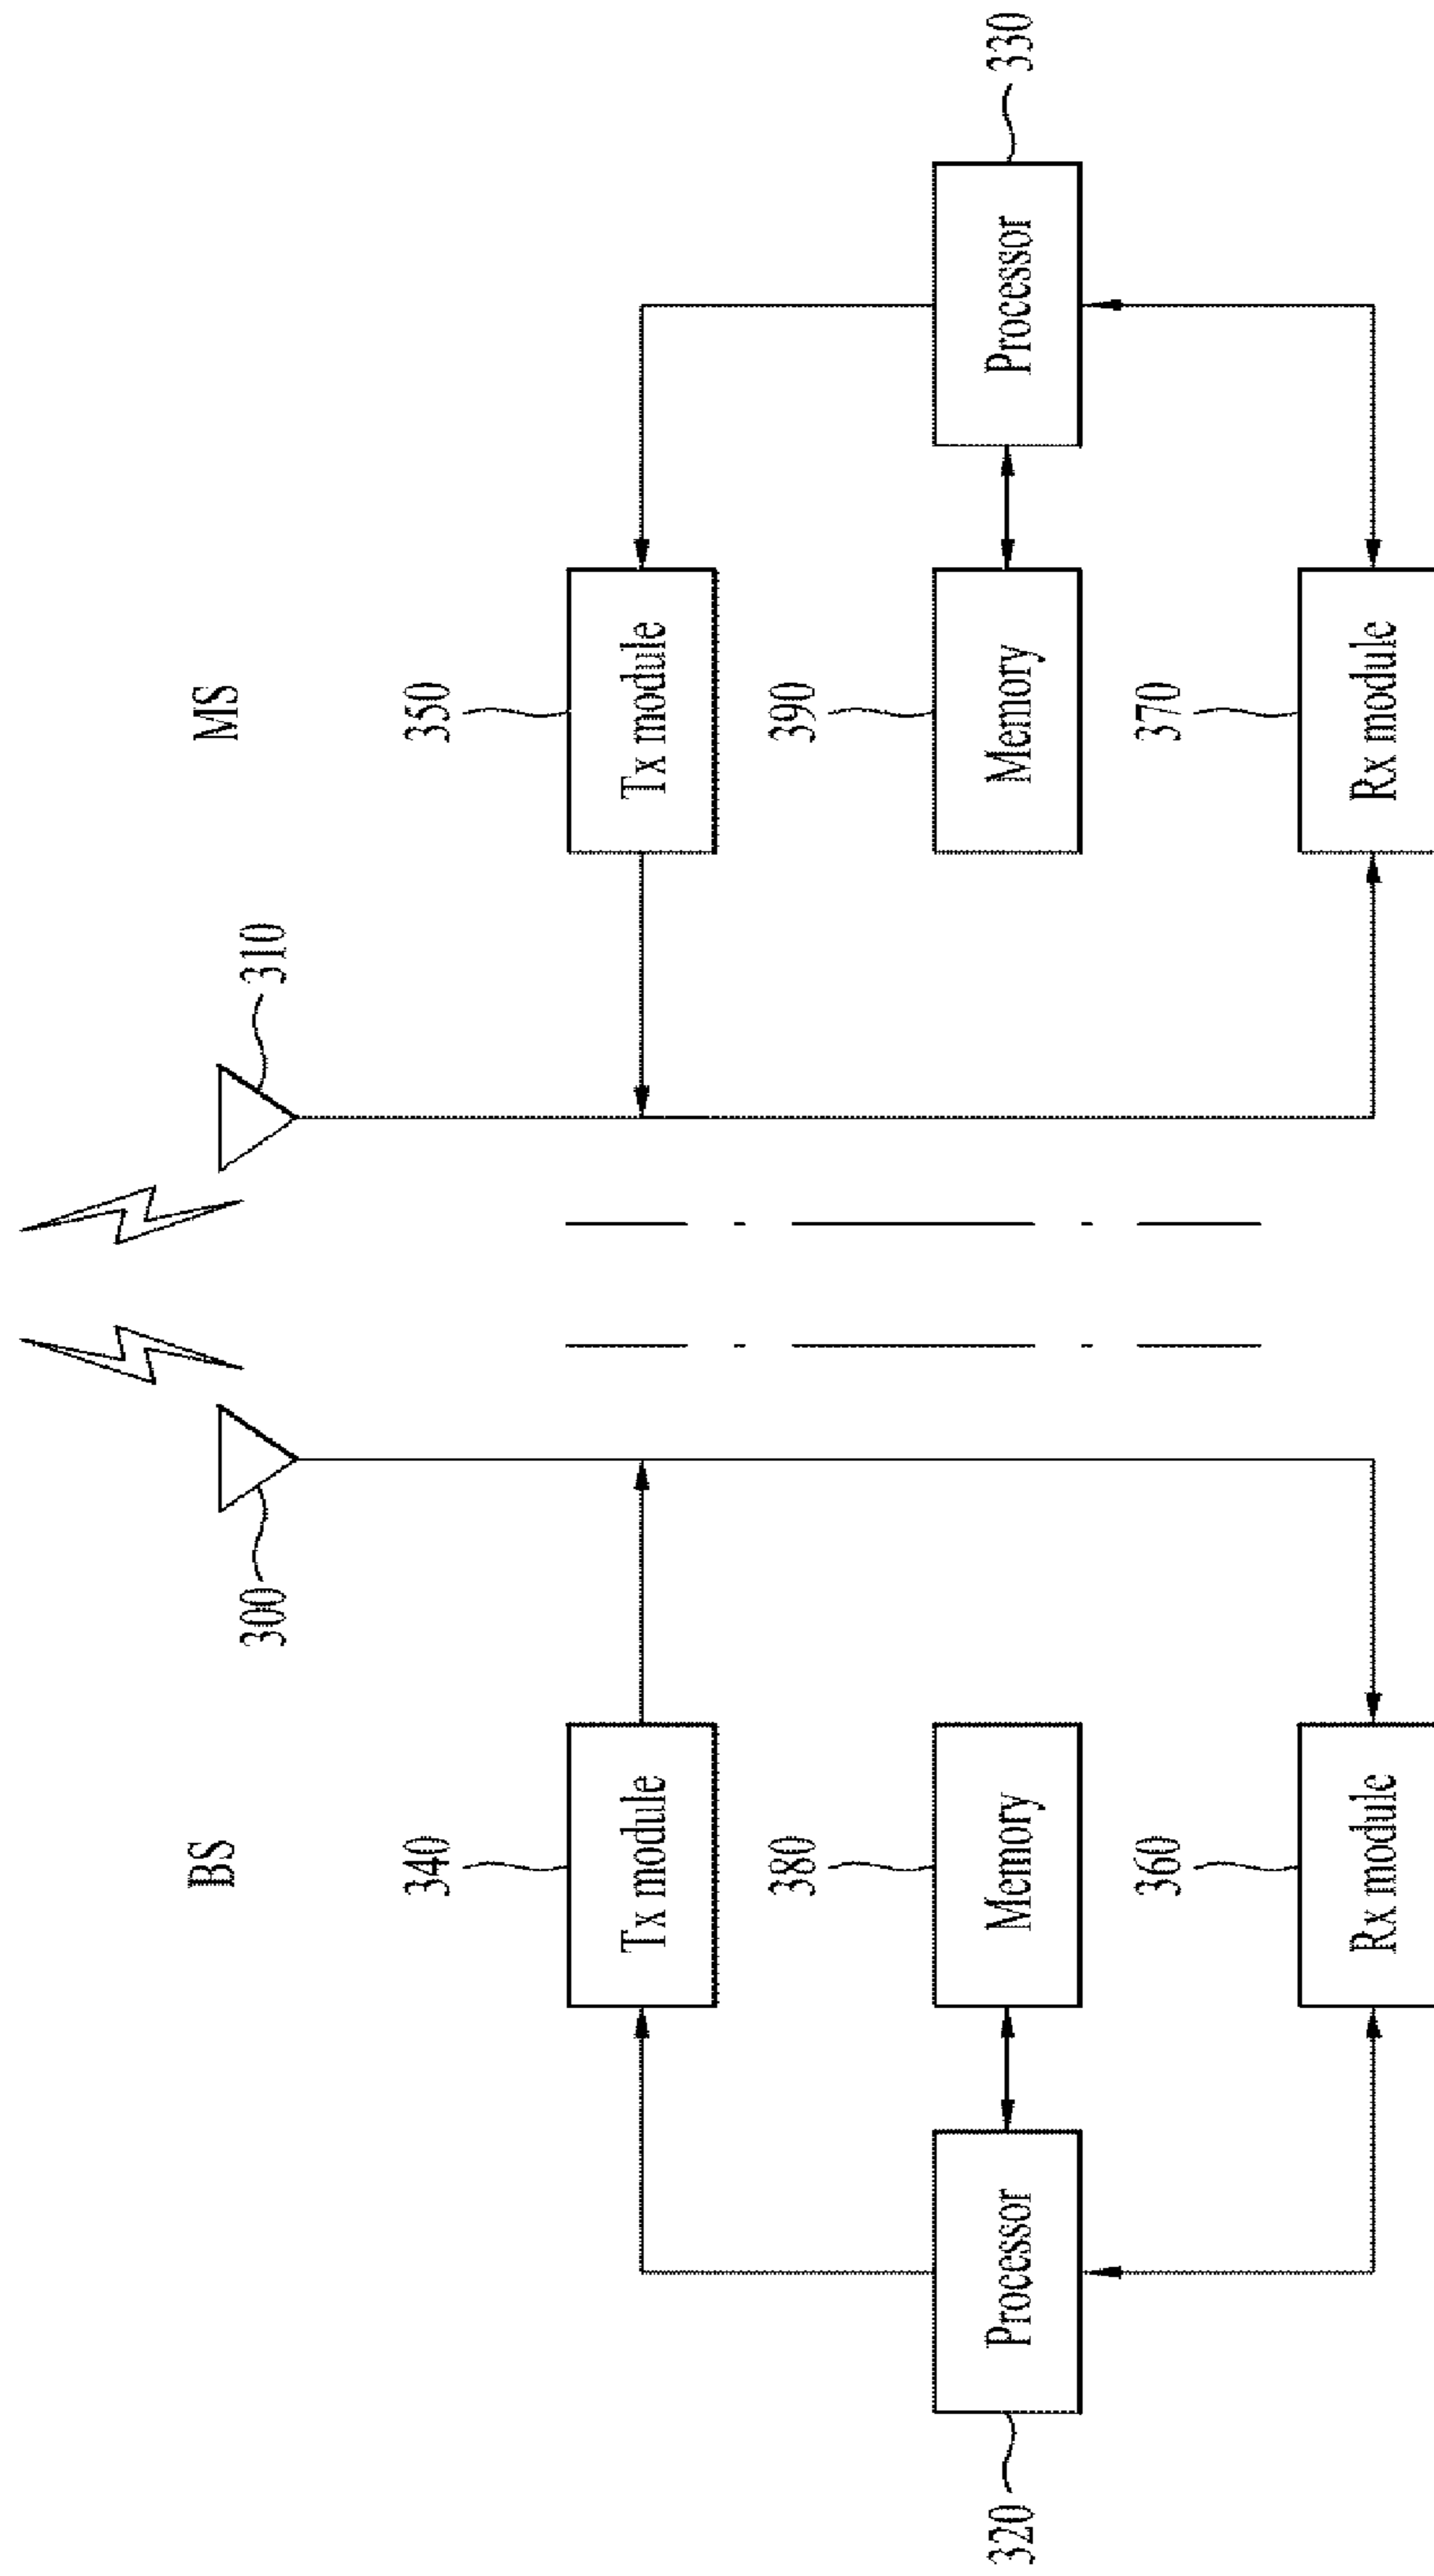 BS
MS
300
310
340
Tx module
350
Tx module
320
Processor
380
Memory
390
Memory
330
Processor
360
Rx module
370
Rx module